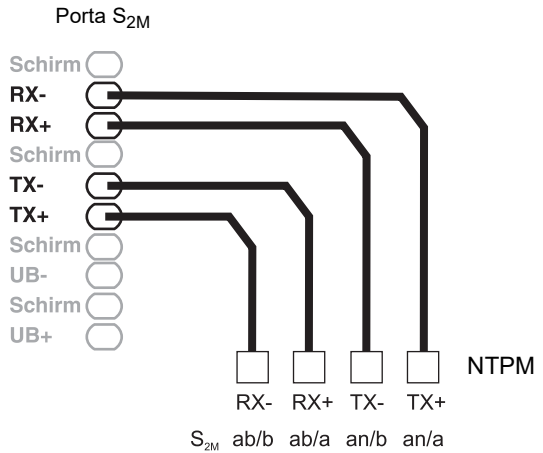 Porta S2M
Schirm
RX-
RX+
Schirm
TX-
TX+
Schirm
UB-
Schirm
UB+
NTPM
RX- RX+ TX- TX+
S2M ab/b ab/a an/b an/a